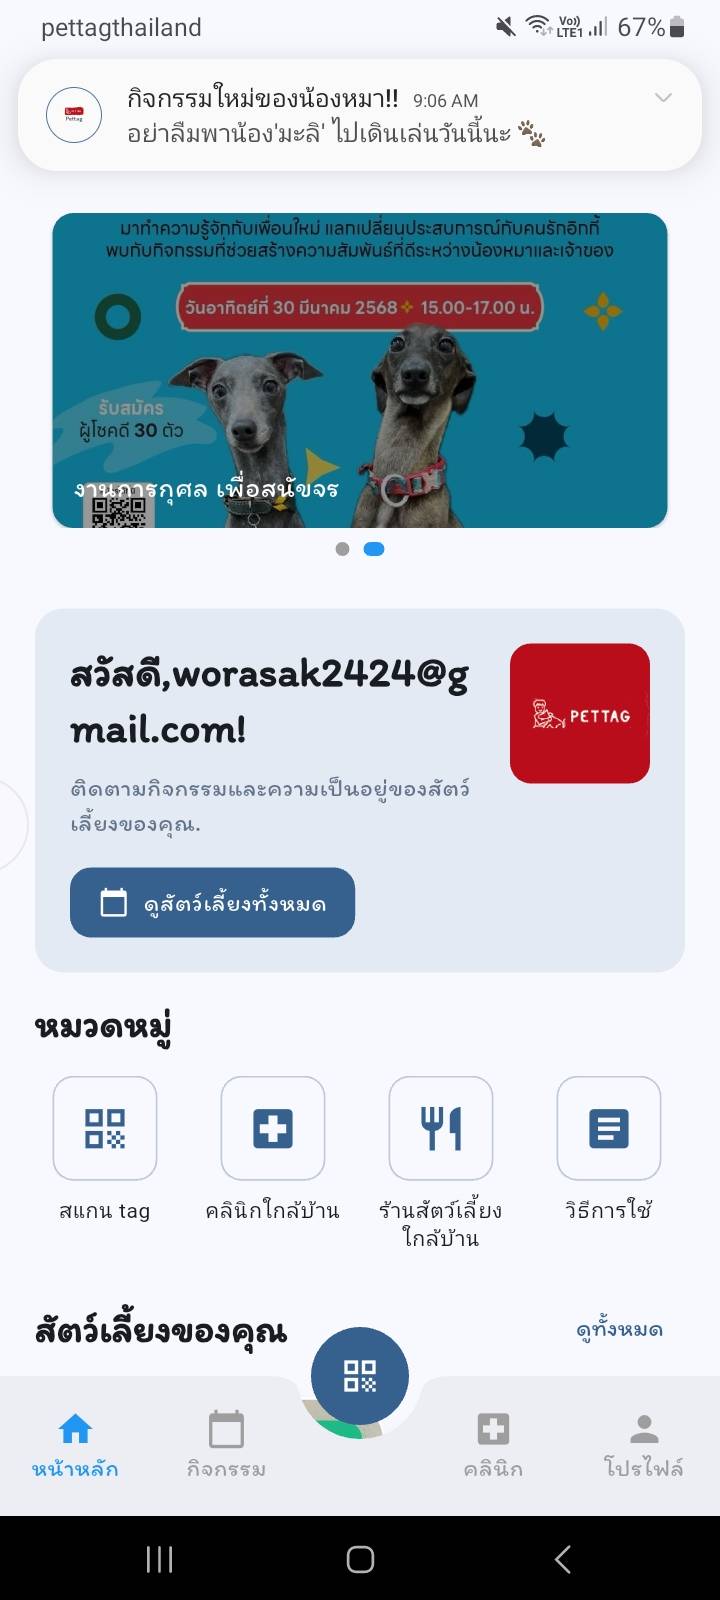 pettagthailand
Vo)) LTE1 67%
กิจกรรมใหม่ของน้องหมา!! 9:06 AM
อย่าลืมพาน้อง'มะลิ' ไปเดินเล่นวันนี้นะ 🐾
มาทำความรู้จักกับเพื่อนใหม่ แลกเปลี่ยนประสบการณ์กับคนรักอิกกี้
พบกับกิจกรรมที่ช่วยสร้างความสัมพันธ์ที่ดีระหว่างน้องหมาและเจ้าของ
วันอาทิตย์ที่ 30 มีนาคม 2568 15.00-17.00 น.
รับสมัคร
ผู้โชคดี 30 ตัว
งานการกุศล เพื่อสนัขจร
สวัสดี,worasak2424@g
mail.com!
PETTAG
ติดตามกิจกรรมและความเป็นอยู่ของสัตว์
เลี้ยงของคุณ.
ดูสัตว์เลี้ยงทั้งหมด
หมวดหมู่
สแกน tag
คลินิกใกล้บ้าน
ร้านสัตว์เลี้ยง
ใกล้บ้าน
วิธีการใช้
สัตว์เลี้ยงของคุณ
ดูทั้งหมด
หน้าหลัก
กิจกรรม
คลินิก
โปรไฟล์